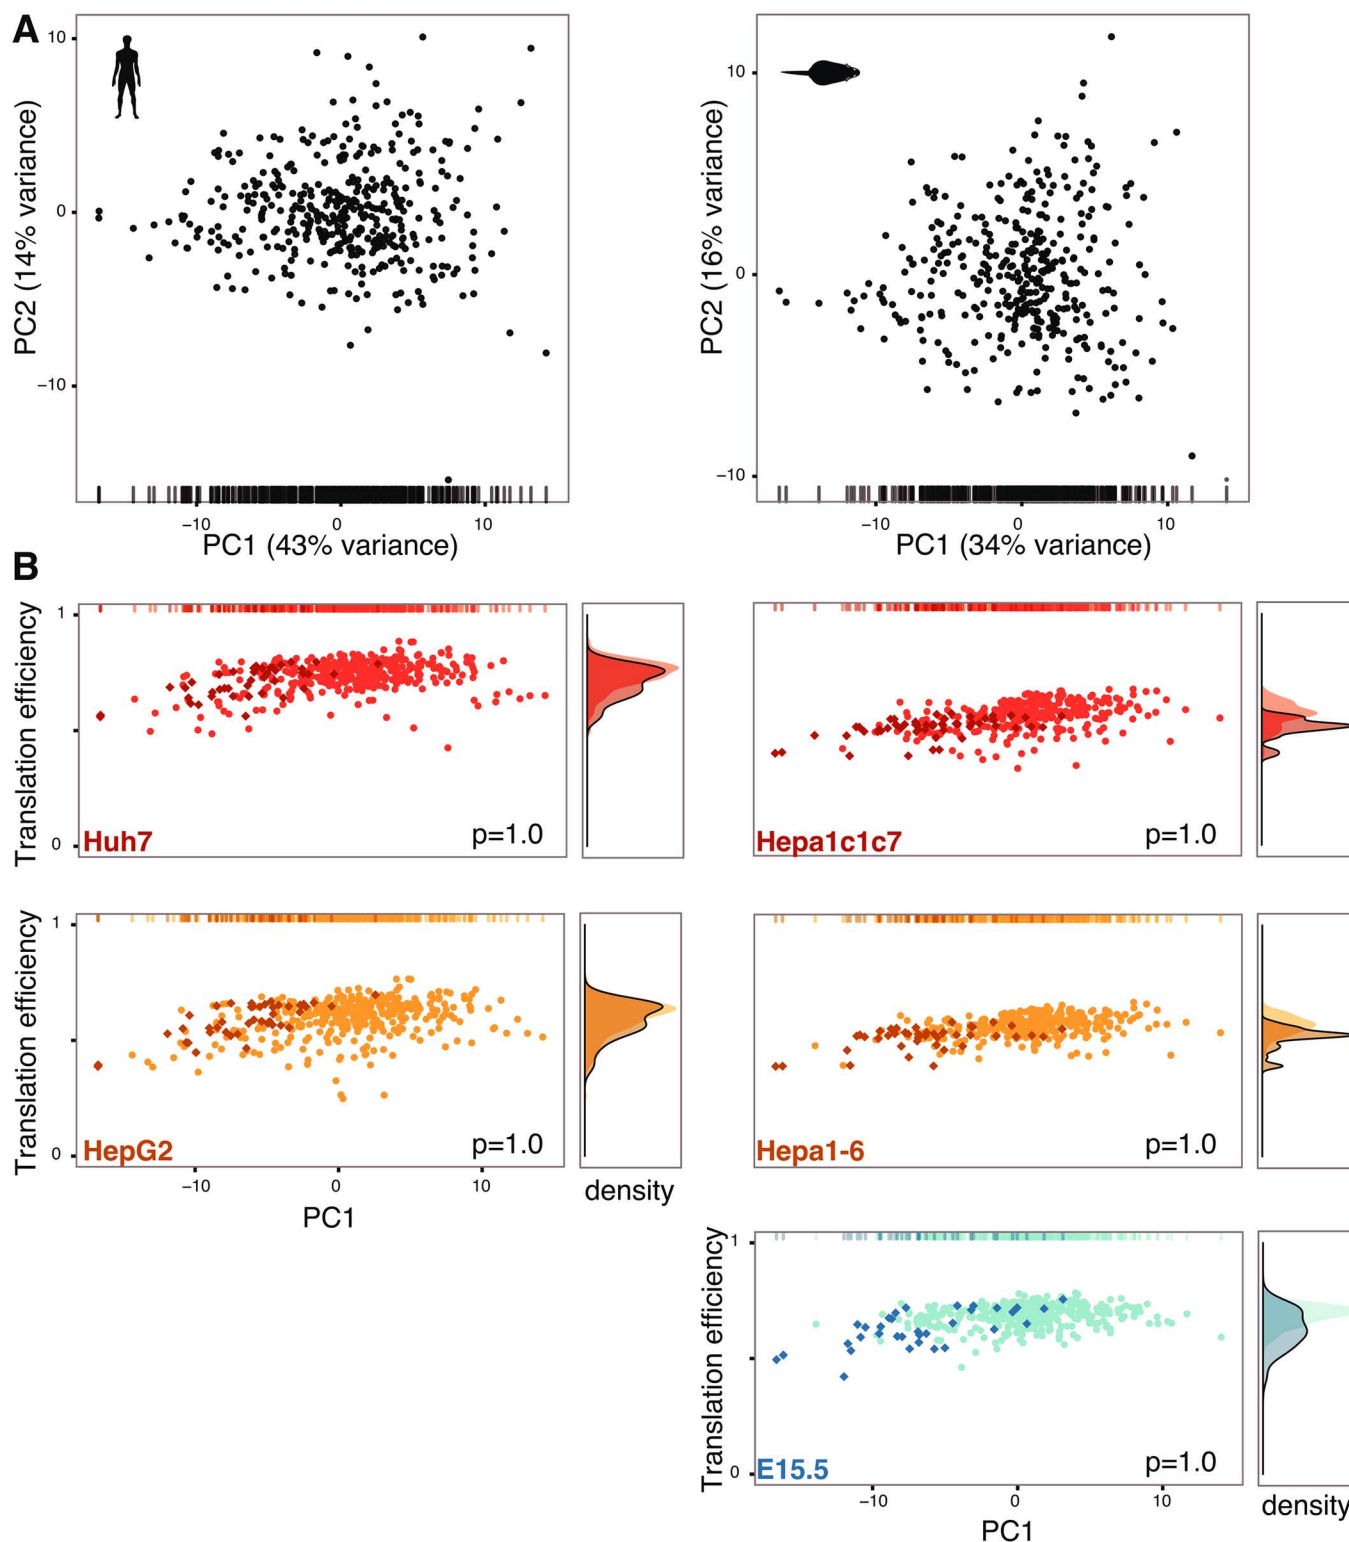 A
10
0
−10
PC2 (14% variance)
−10 0 10
PC1 (43% variance)
10
0
−10
PC2 (16% variance)
−10 0 10
PC1 (34% variance)
B
Translation efficiency
1
0
Huh7
p=1.0
Hepa1c1c7
p=1.0
Translation efficiency
1
0
HepG2
p=1.0
−10 0 10
PC1
density
Hepa1-6
p=1.0
Translation efficiency
1
0
E15.5
p=1.0
−10 0 10
PC1
density